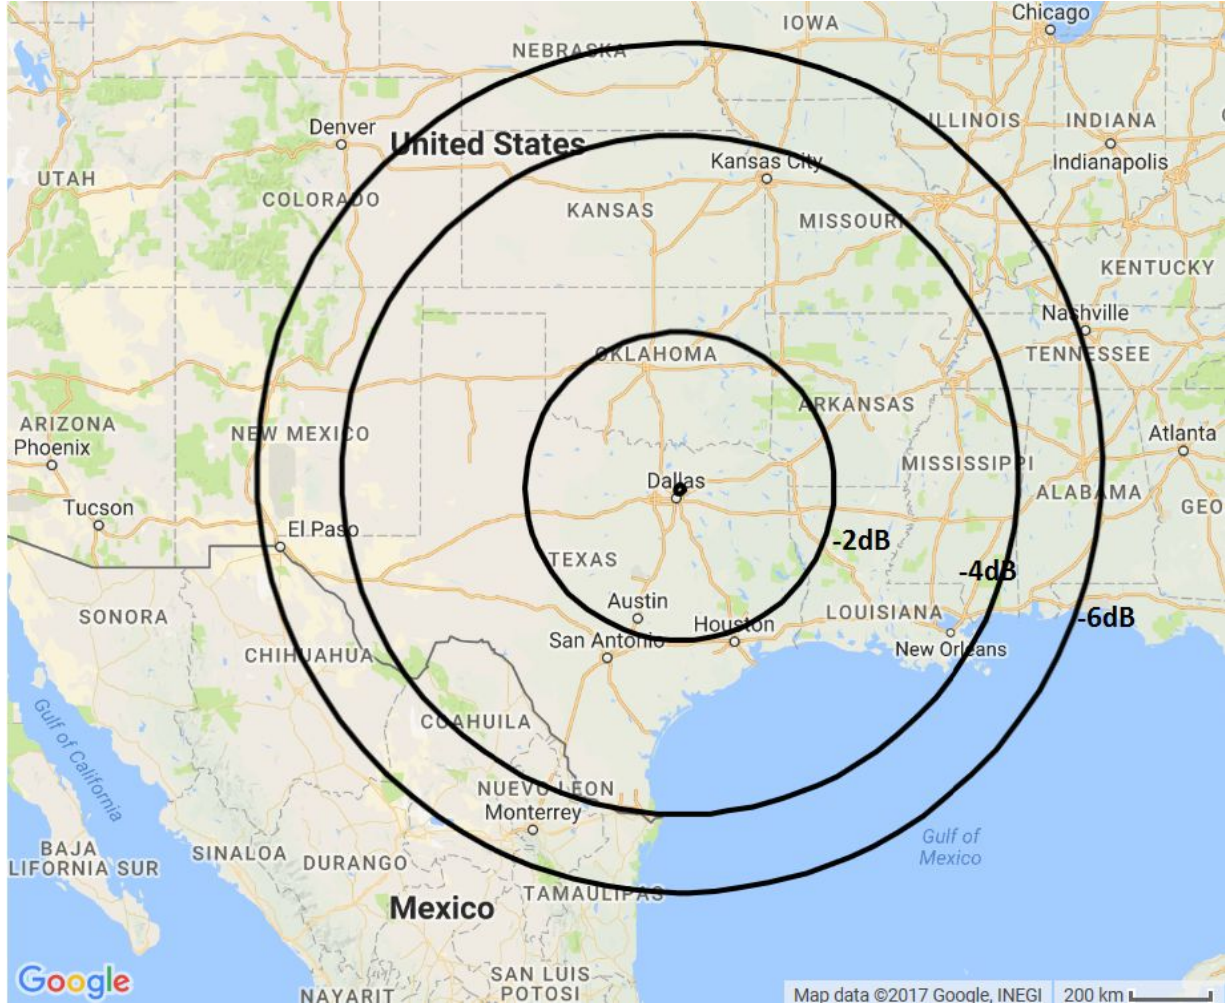 Chicago
IOWA
NEBRASKA
Denver
United States
ILLINOIS
INDIANA
Kansas City
Indianapolis
UTAH
COLORADO
KANSAS
MISSOURI
KENTUCKY
Nashville
OKLAHOMA
TENNESSEE
ARKANSAS
ARIZONA
NEW MEXICO
Atlanta
Phoenix
MISSISSIPPI
Dallas
ALABAMA
Tucson
GEO
El Paso
-2dB
TEXAS
-4dB
Austin
SONORA
LOUISIANA
-6dB
Houston
San Antonio
New Orleans
CHIHUAHUA
Gulf of California
COAHUILA
NUEVO LEON
Monterrey
Gulf of
Mexico
BAJA
LIFORNIA SUR
SINALOA
DURANGO
TAMAULIPAS
Mexico
Google
SAN LUIS
POTOSI
NAYARIT
Map data ©2017 Google, INEGI 200 km